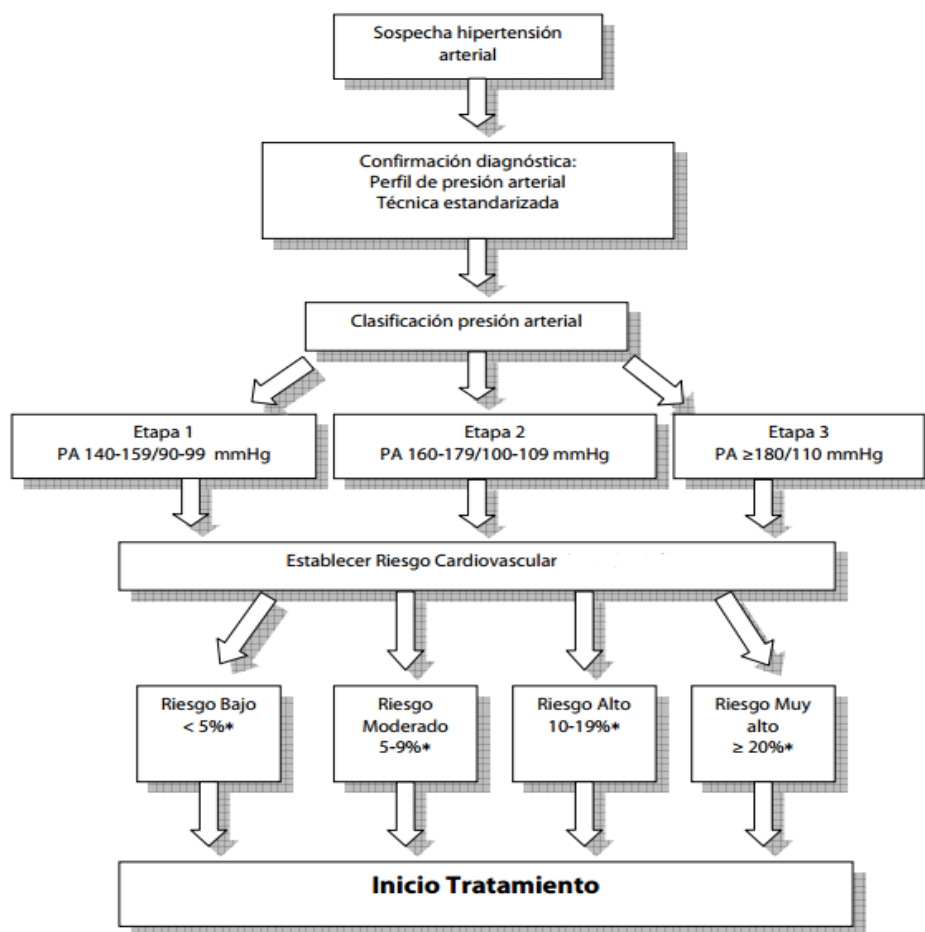 Sospecha hipertensión
arterial
Confirmación diagnóstica:
Perfil de presión arterial
Técnica estandarizada
Clasificación presión arterial
Etapa 1
PA 140-159/90-99 mmHg
Etapa 2
PA 160-179/100-109 mmHg
Etapa 3
PA ≥180/110 mmHg
Establecer Riesgo Cardiovascular
Riesgo Bajo
< 5%*
Riesgo
Moderado
5-9%*
Riesgo Alto
10-19%*
Riesgo Muy
alto
≥ 20%*
Inicio Tratamiento